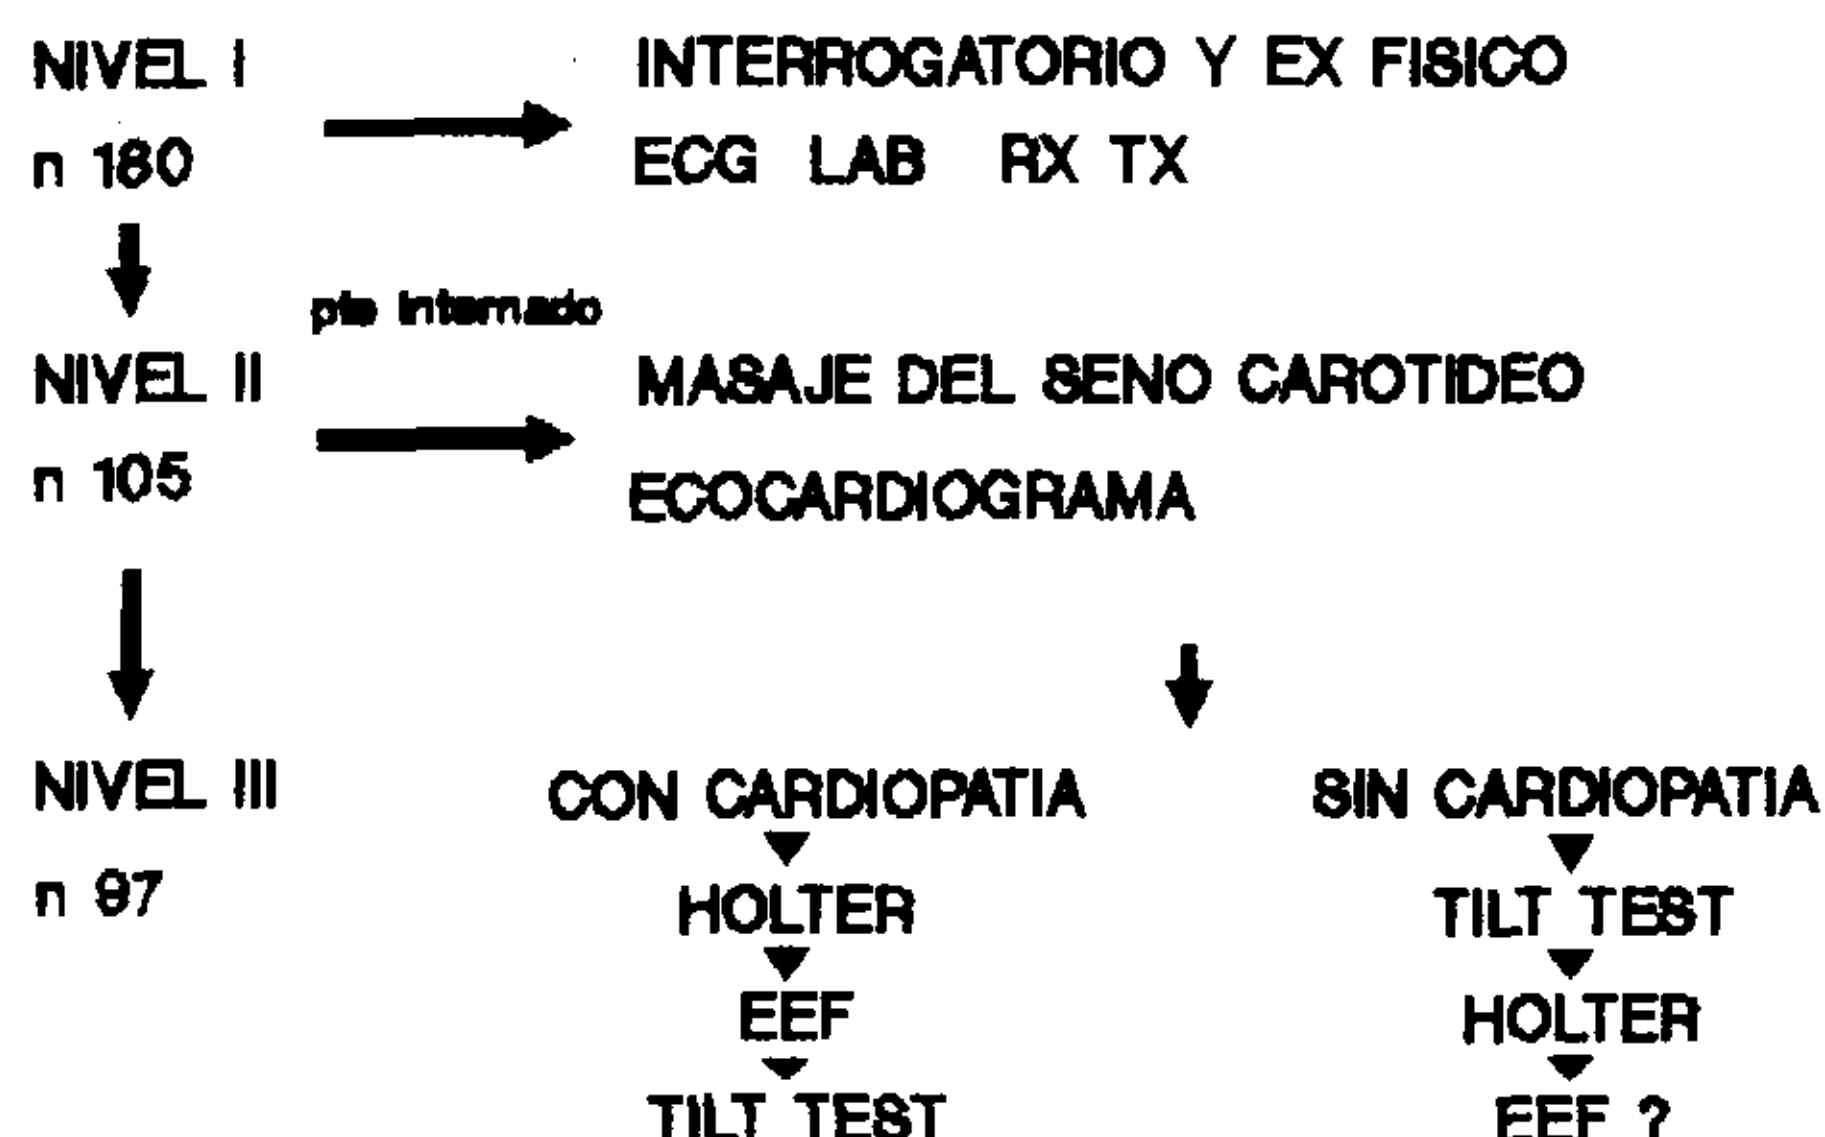 NIVEL I
n 180
INTERROGATORIO Y EX FISICO
ECG LAB RX TX
pte internado
NIVEL II
n 105
MASAJE DEL SENO CAROTIDEO
ECOCARDIOGRAMA
NIVEL III
n 97
CON CARDIOPATIA
HOLTER
EEF
TILT TEST
SIN CARDIOPATIA
TILT TEST
HOLTER
EEF ?